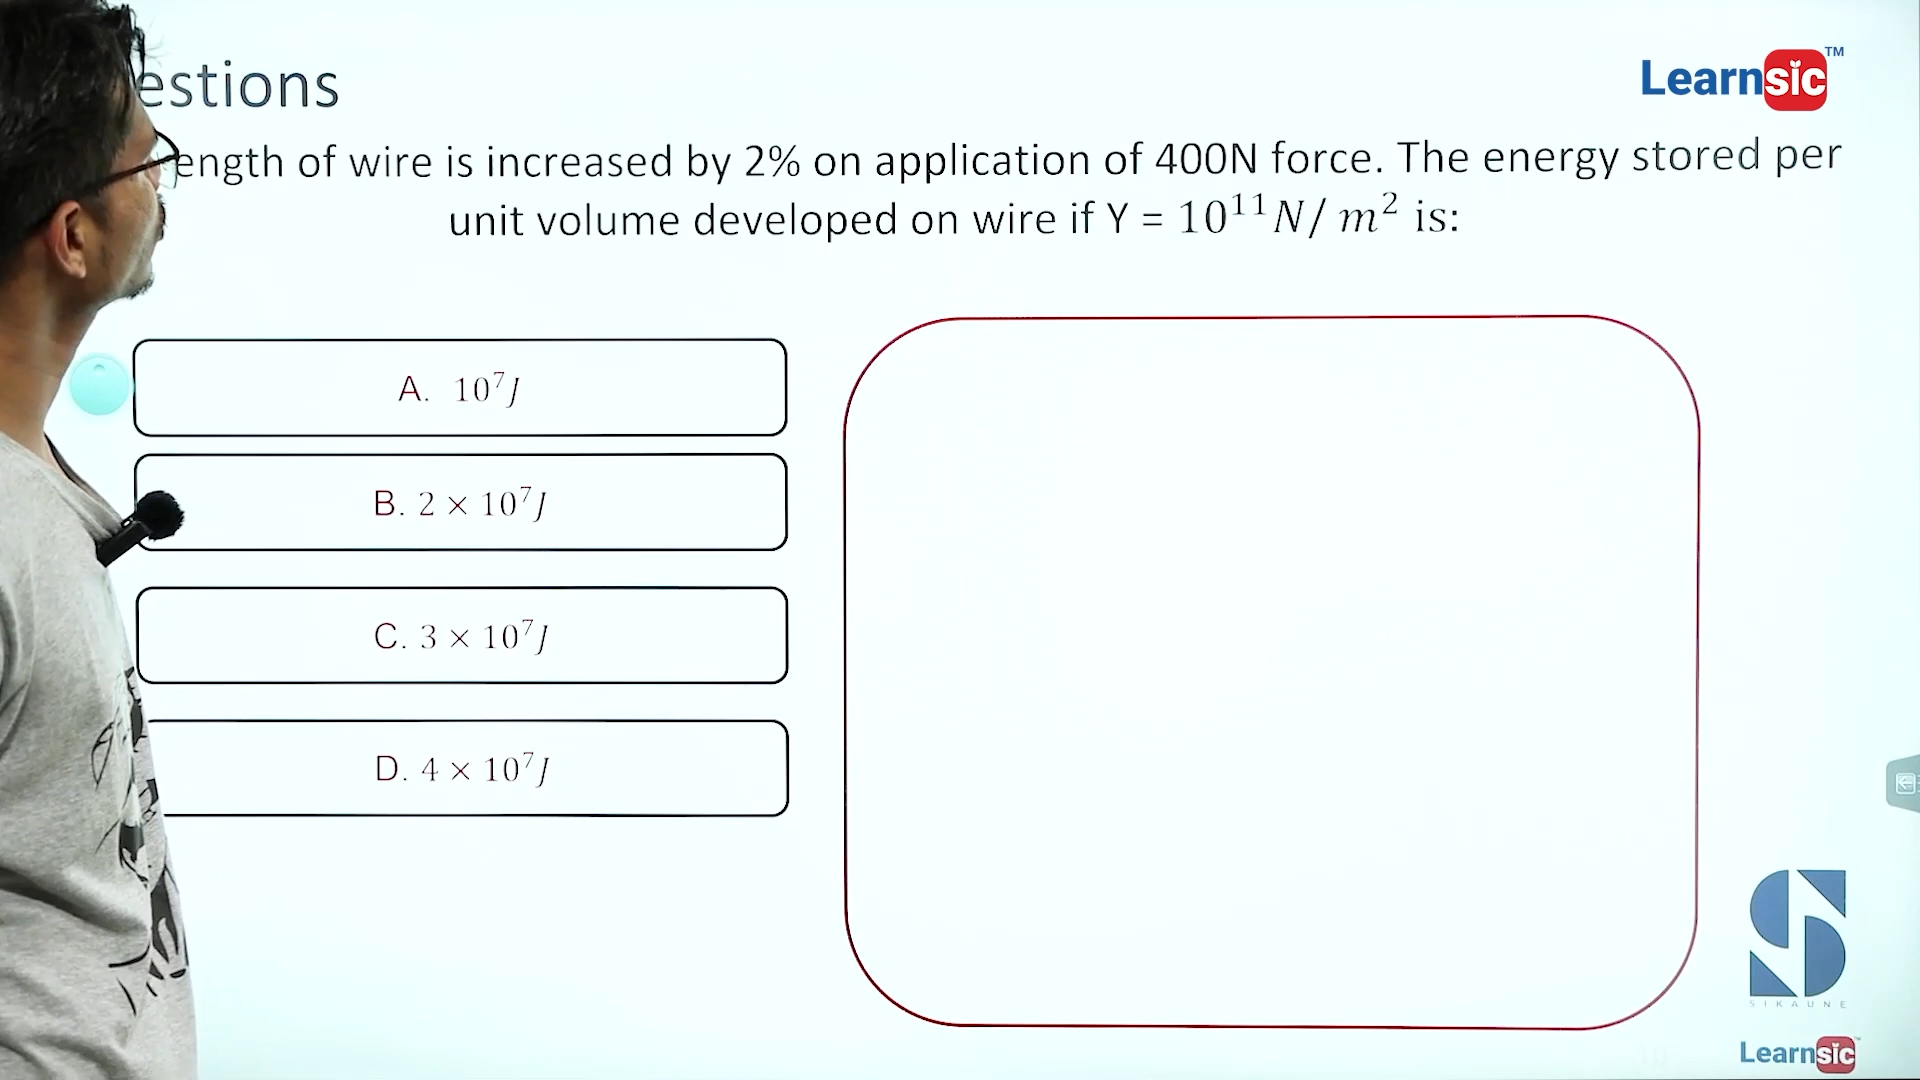 estions
Learnsic™
ength of wire is increased by 2% on application of 400N force. The energy stored per
unit volume developed on wire if Y = 10¹¹N/ m² is:
A. 10⁷J
B. 2 × 10⁷J
C. 3 × 10⁷J
D. 4 × 10⁷J
SIKAUNE
Learnsic